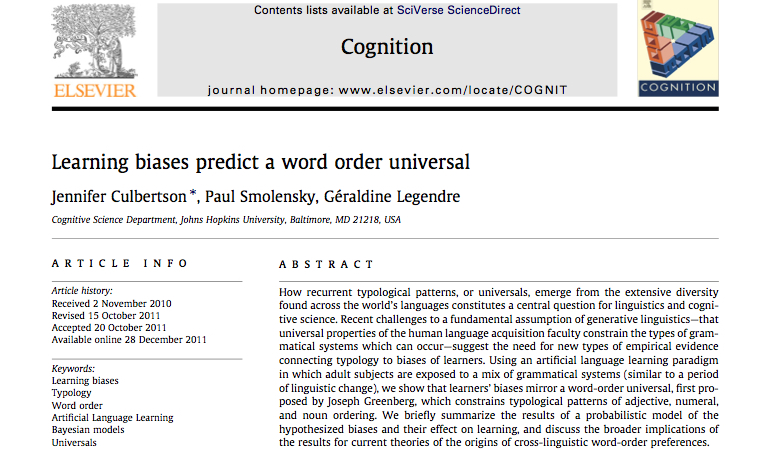 Contents lists available at SciVerse ScienceDirect
Cognition
journal homepage: www.elsevier.com/locate/COGNIT
ELSEVIER
COGNITION
Learning biases predict a word order universal
Jennifer Culbertson *, Paul Smolensky, Géraldine Legendre
Cognitive Science Department, Johns Hopkins University, Baltimore, MD 21218, USA
ARTICLE INFO
Article history:
Received 2 November 2010
Revised 15 October 2011
Accepted 20 October 2011
Available online 28 December 2011
Keywords:
Learning biases
Typology
Word order
Artificial Language Learning
Bayesian models
Universals
ABSTRACT
How recurrent typological patterns, or universals, emerge from the extensive diversity
found across the world's languages constitutes a central question for linguistics and cogni-
tive science. Recent challenges to a fundamental assumption of generative linguistics—that
universal properties of the human language acquisition faculty constrain the types of gram-
matical systems which can occur—suggest the need for new types of empirical evidence
connecting typology to biases of learners. Using an artificial language learning paradigm
in which adult subjects are exposed to a mix of grammatical systems (similar to a period
of linguistic change), we show that learners' biases mirror a word-order universal, first pro-
posed by Joseph Greenberg, which constrains typological patterns of adjective, numeral,
and noun ordering. We briefly summarize the results of a probabilistic model of the
hypothesized biases and their effect on learning, and discuss the broader implications of
the results for current theories of the origins of cross-linguistic word-order preferences.